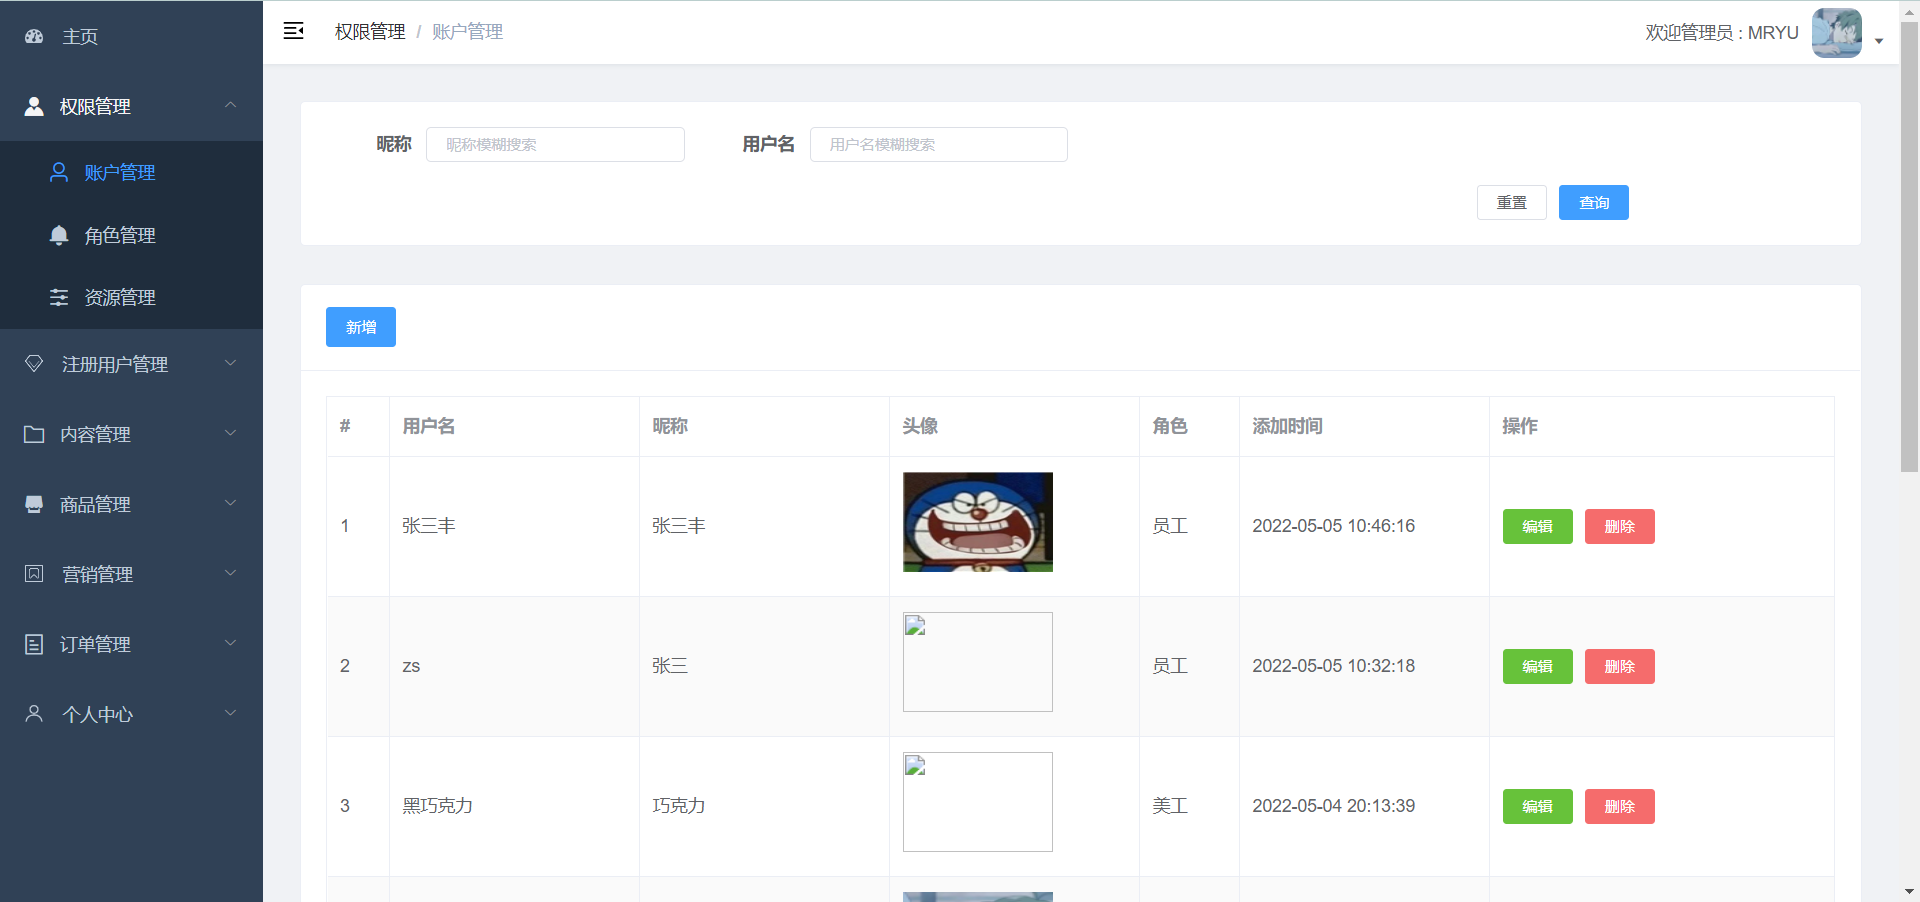 主页
权限管理
账户管理
角色管理
资源管理
注册用户管理
内容管理
商品管理
营销管理
订单管理
个人中心
权限管理 / 账户管理
欢迎管理员 : MRYU
昵称 昵称模糊搜索 用户名 用户名模糊搜索
重置 查询
新增
# 用户名 昵称 头像 角色 添加时间 操作
1 张三丰 张三丰 员工 2022-05-05 10:46:16 编辑 删除
2 zs 张三 员工 2022-05-05 10:32:18 编辑 删除
3 黑巧克力 巧克力 美工 2022-05-04 20:13:39 编辑 删除